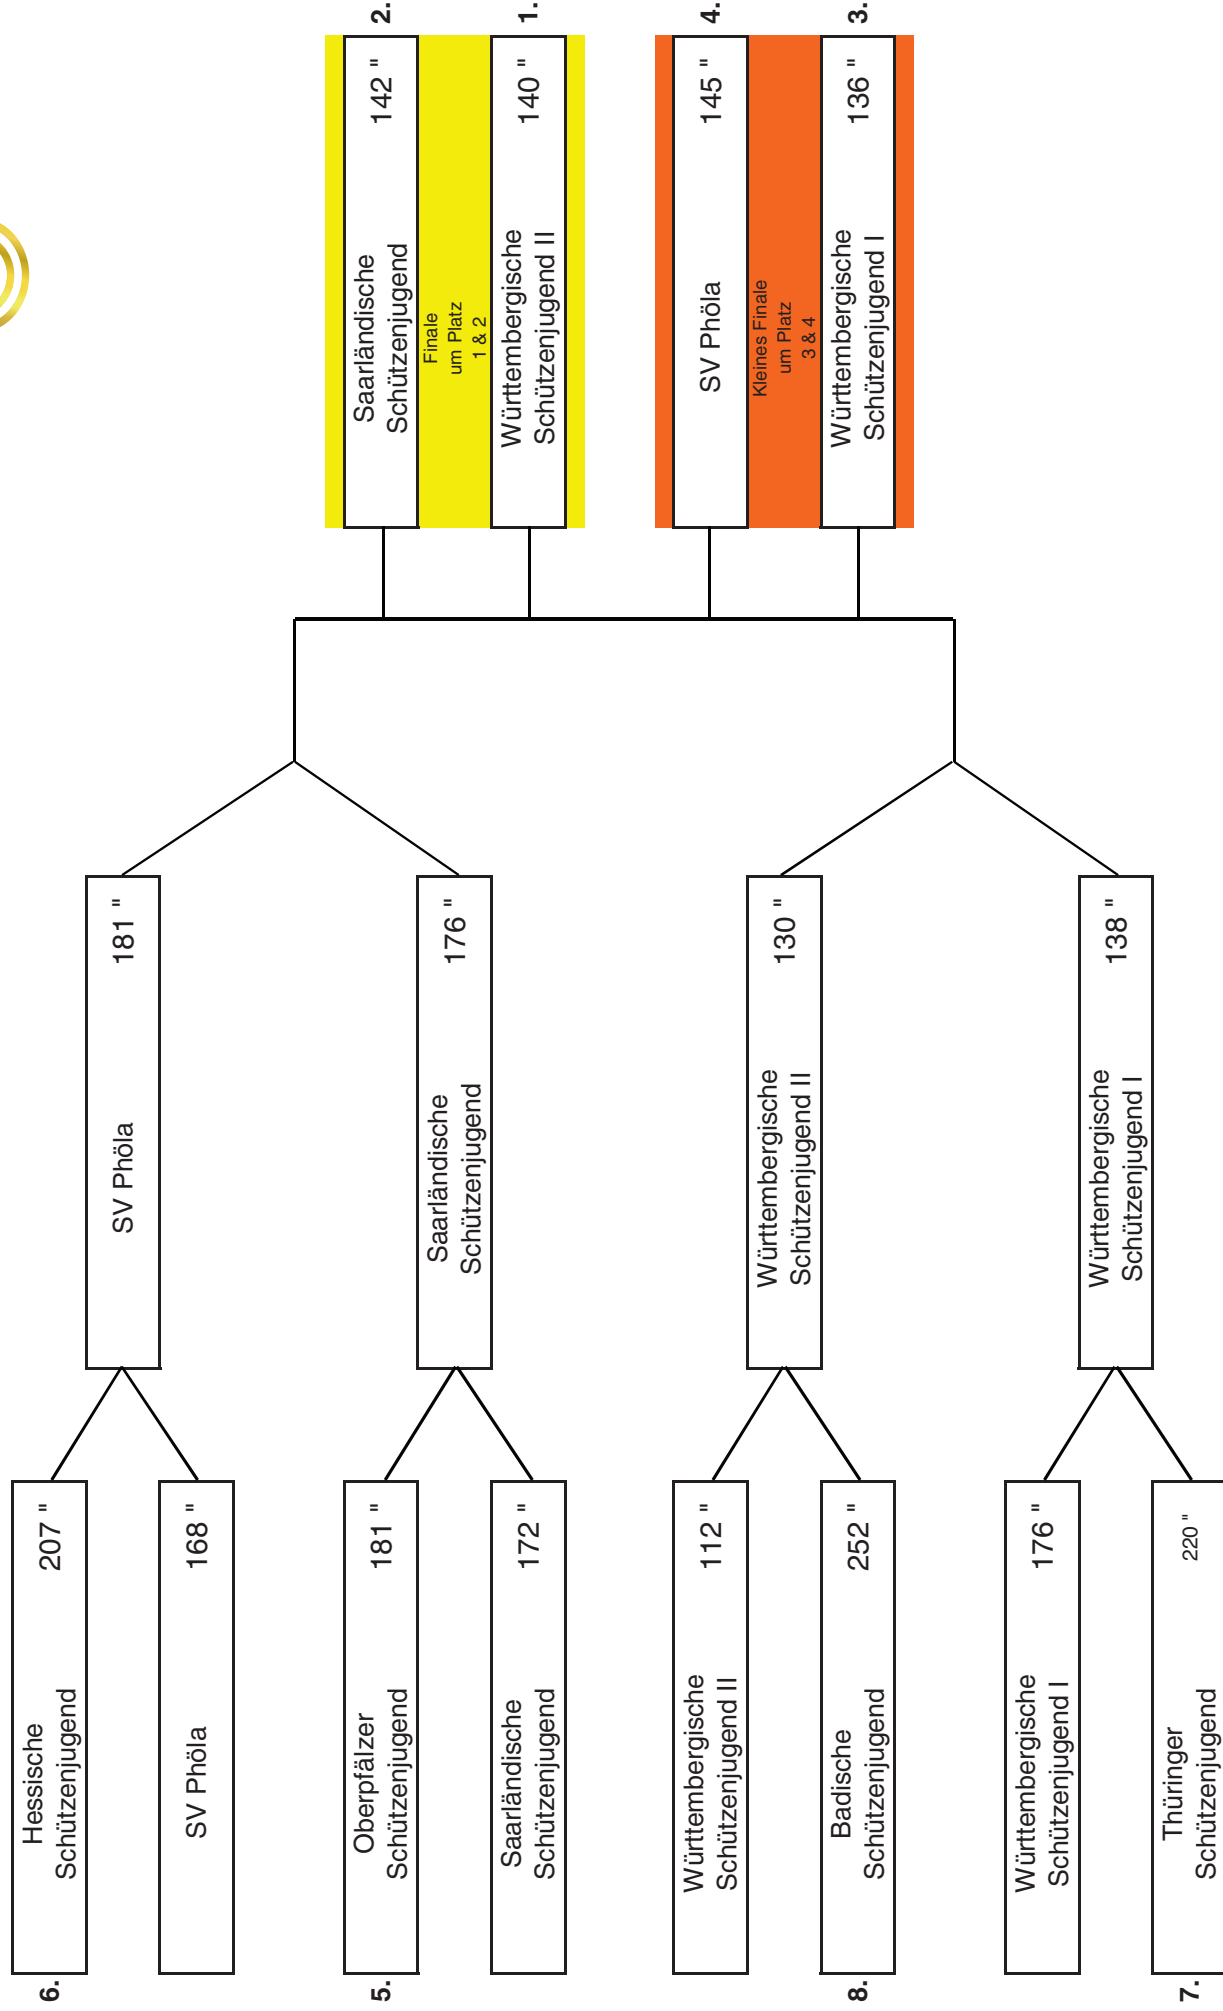 6.
Hessische
Schützenjugend
207 "
SV Phöla
168 "
5.
Oberpfälzer
Schützenjugend
181 "
Saarländische
Schützenjugend
172 "
Württembergische
Schützenjugend II
112 "
8.
Badische
Schützenjugend
252 "
Württembergische
Schützenjugend I
176 "
7.
Thüringer
Schützenjugend
220 "
SV Phöla
181 "
Saarländische
Schützenjugend
176 "
Württembergische
Schützenjugend II
130 "
Württembergische
Schützenjugend I
138 "
Saarländische
Schützenjugend
142 "
2.
Finale
um Platz
1 & 2
Württembergische
Schützenjugend II
140 "
1.
SV Phöla
145 "
4.
Kleines Finale
um Platz
3 & 4
Württembergische
Schützenjugend I
136 "
3.